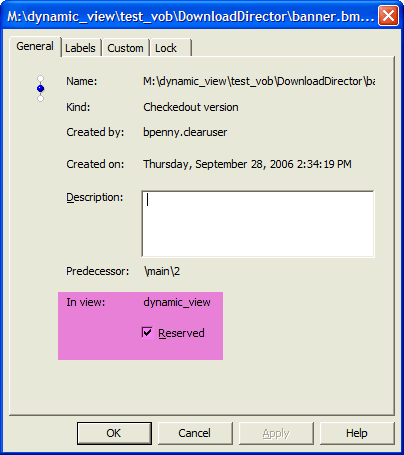 M:\dynamic_view\test_vob\DownloadDirector\banner.bm...
General Labels Custom Lock
Name: M:\dynamic_view\test_vob\DownloadDirector\ba
Kind: Checkedout version
Created by: bpenny.clearuser
Created on: Thursday, September 28, 2006 2:34:19 PM
Description:
Predecessor: \main\2
In view: dynamic_view
Reserved
OK Cancel Apply Help